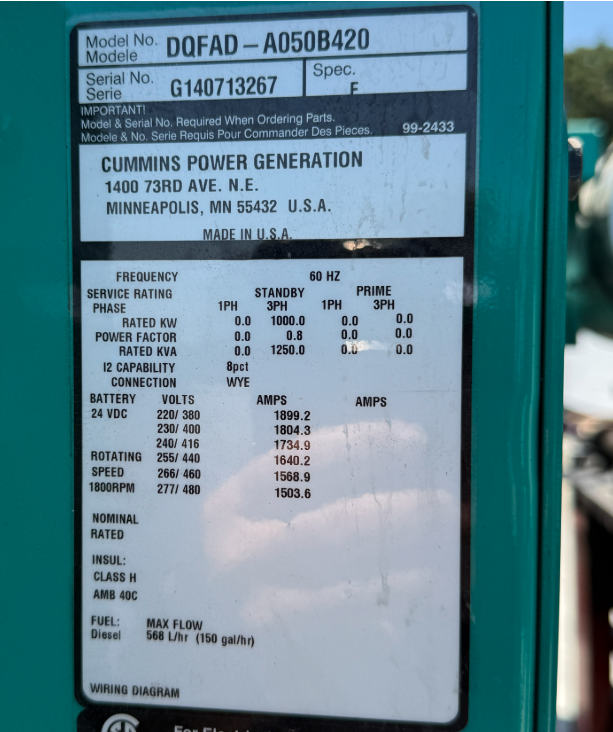 Model No. DQFAD – A050B420
Modele
Serial No. G140713267 Spec. F
Serie
IMPORTANT!
Model & Serial No. Required When Ordering Parts.
Modele & No. Serie Requis Pour Commander Des Pieces. 99-2433
CUMMINS POWER GENERATION
1400 73RD AVE. N.E.
MINNEAPOLIS, MN 55432 U.S.A.
MADE IN U.S.A.
FREQUENCY 60 HZ
SERVICE RATING STANDBY PRIME
PHASE 1PH 3PH 1PH 3PH
RATED KW 0.0 1000.0 0.0 0.0
POWER FACTOR 0.0 0.8 0.0 0.0
RATED KVA 0.0 1250.0 0.0 0.0
I2 CAPABILITY 8pct
CONNECTION WYE
BATTERY VOLTS AMPS AMPS
24 VDC 220/ 380 1899.2
230/ 400 1804.3
240/ 416 1734.9
ROTATING 255/ 440 1640.2
SPEED 266/ 460 1568.9
1800RPM 277/ 480 1503.6
NOMINAL
RATED
INSUL:
CLASS H
AMB 40C
FUEL: MAX FLOW
Diesel 568 L/hr (150 gal/hr)
WIRING DIAGRAM
For